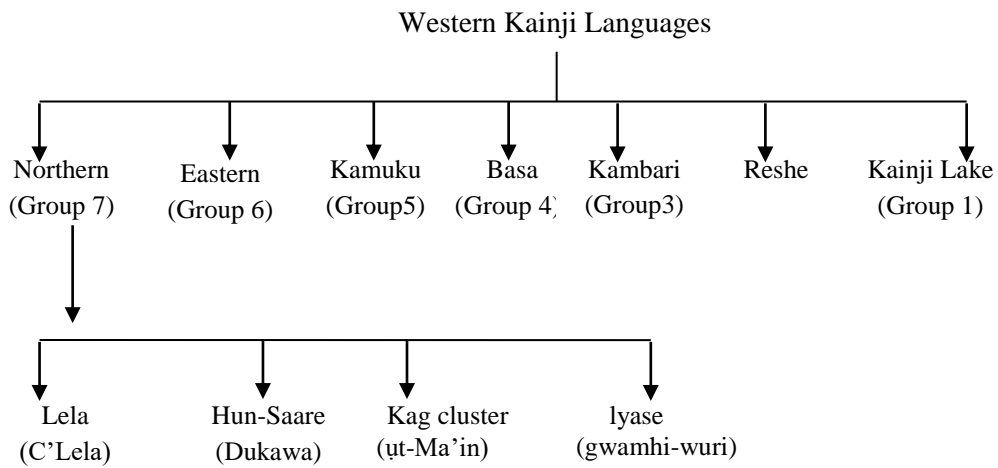 Western Kainji Languages
Northern Eastern Kamuku Basa Kambari Reshe Kainji Lake
(Group 7) (Group 6) (Group5) (Group 4) (Group3) (Group 1)
Lela Hun-Saare Kag cluster lyase
(C’Lela) (Dukawa) (ụt-Ma’in) (gwamhi-wuri)